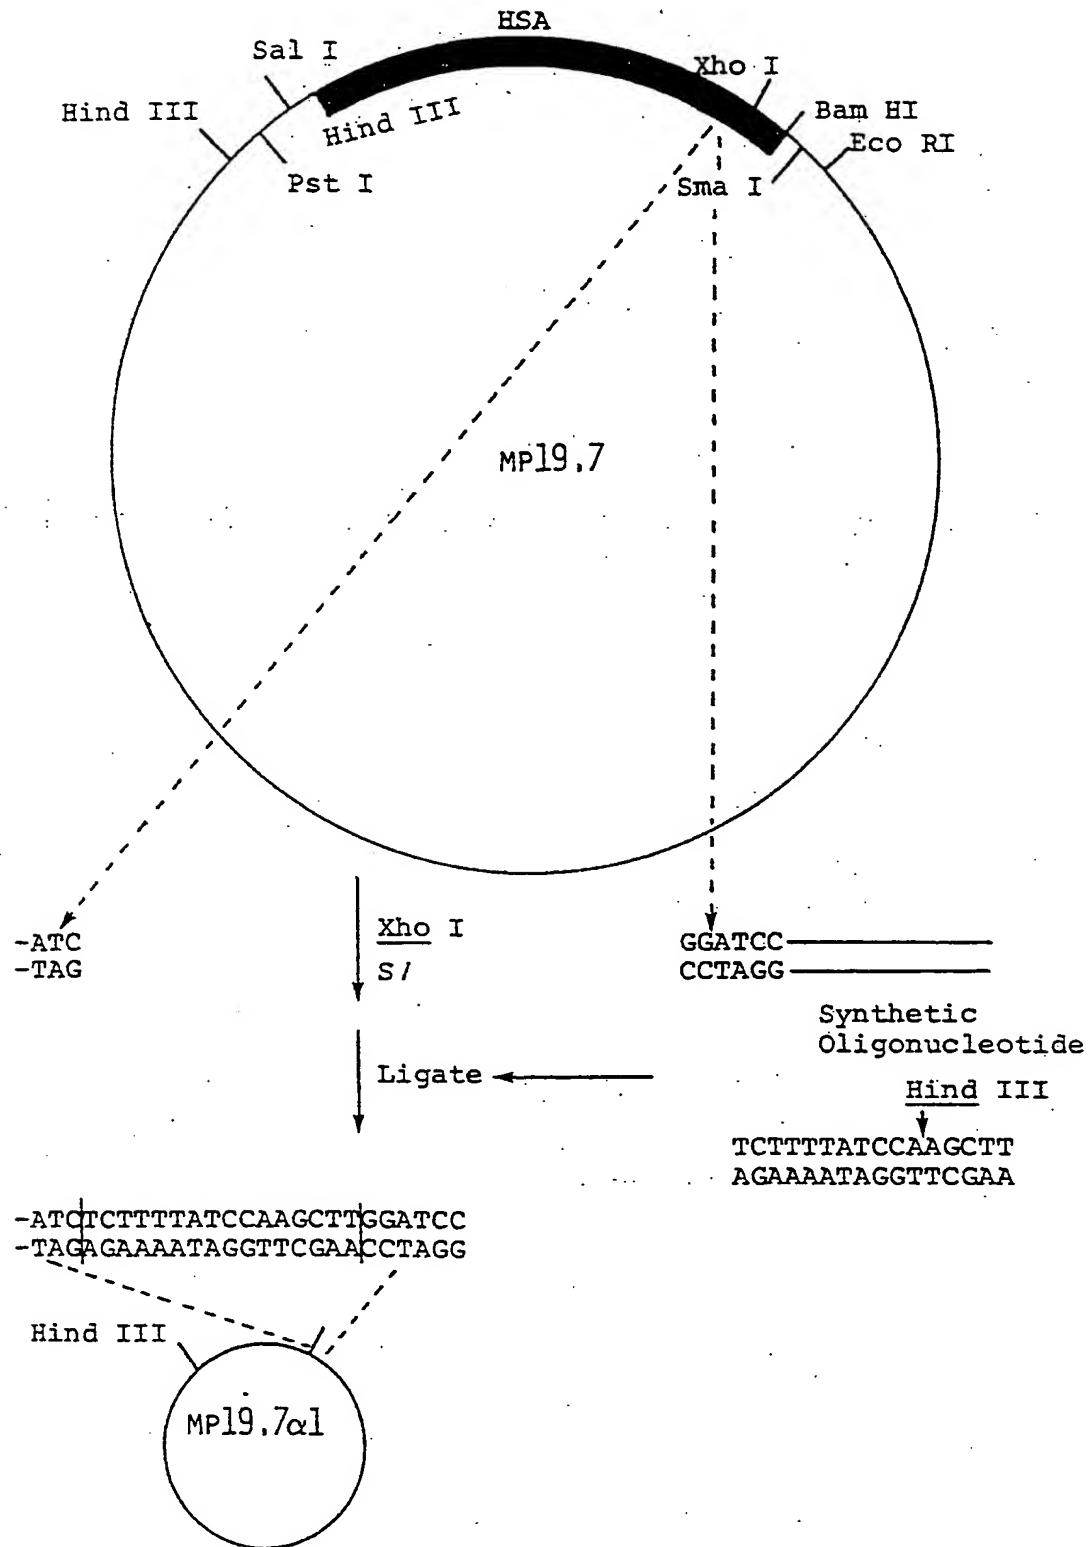 HSA
Sal I
Xho I
Hind III
Hind III
Bam HI
Eco RI
Pst I
Sma I
MP19.7
-ATC
-TAG
Xho I
S1
GGATCC
CCTAGG
Synthetic
Oligonucleotide
Ligate
Hind III
TCTTTTATCCAAGCTT
AGAAAATAGGTTCGAA
-ATCTCTTTTATCCAAGCTTGGATCC
-TAGAGAAAATAGGTTCGAACCTAGG
Hind III
MP19.7α1